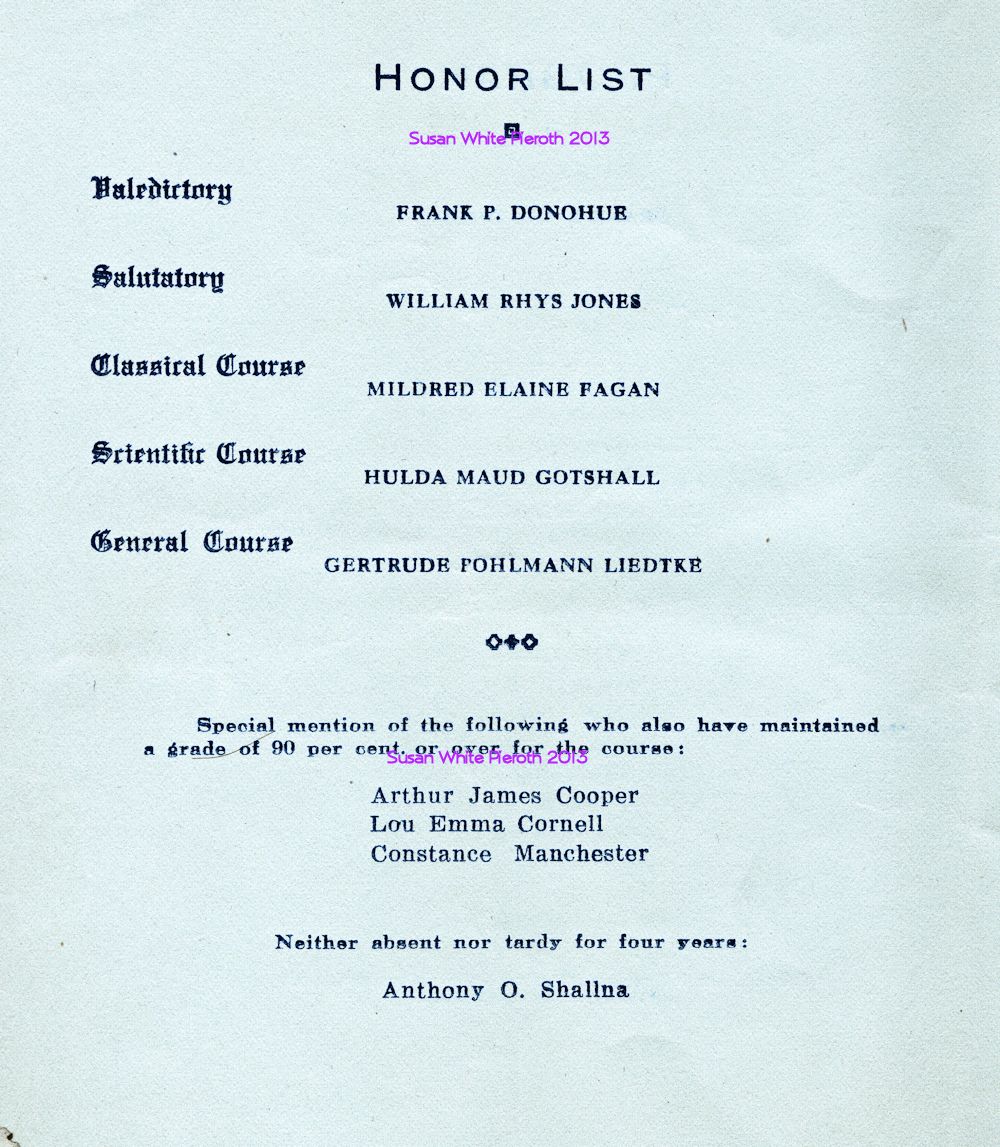 HONOR LIST
Susan White Pieroth 2013
Valedictory
FRANK P. DONOHUE
Salutatory
WILLIAM RHYS JONES
Classical Course
MILDRED ELAINE FAGAN
Scientific Course
HULDA MAUD GOTSHALL
General Course
GERTRUDE POHLMANN LIEDTKE
Special mention of the following who also have maintained
a grade of 90 per cent. or over for the course:
Susan White Pieroth 2013
Arthur James Cooper
Lou Emma Cornell
Constance Manchester
Neither absent nor tardy for four years:
Anthony O. Shallna